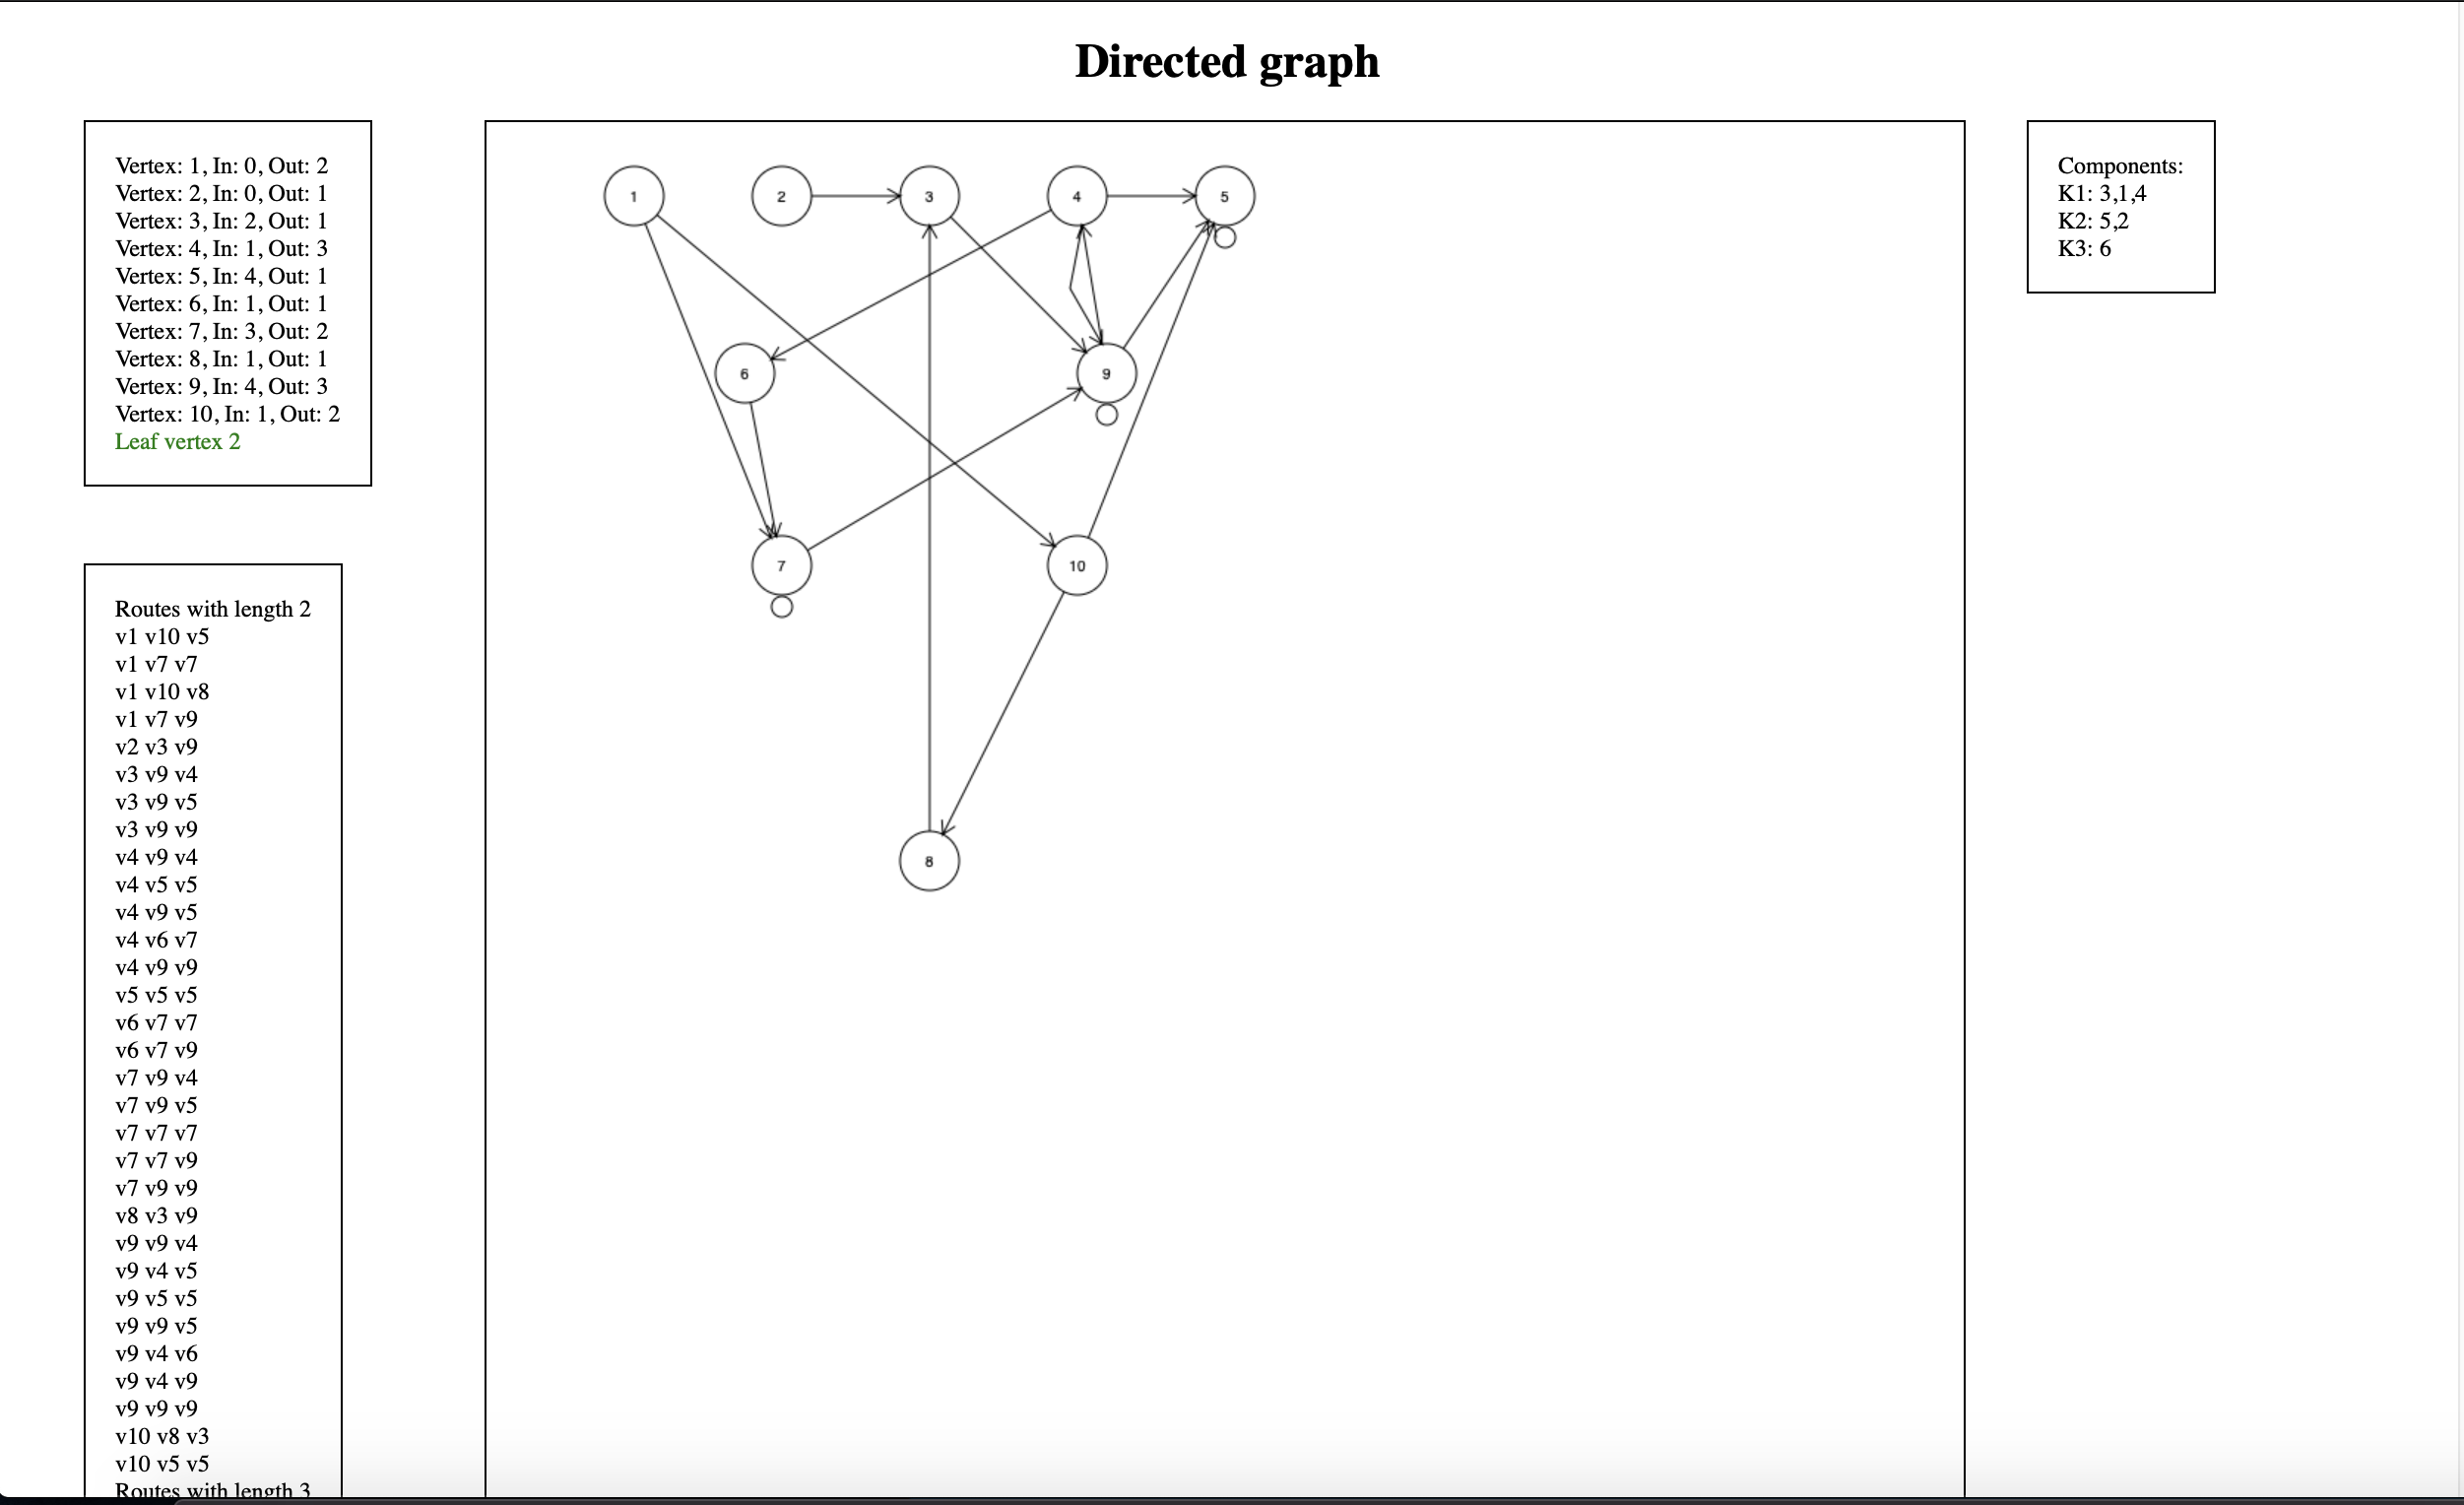 Directed graph
Vertex: 1, In: 0, Out: 2
Vertex: 2, In: 0, Out: 1
Vertex: 3, In: 2, Out: 1
Vertex: 4, In: 1, Out: 3
Vertex: 5, In: 4, Out: 1
Vertex: 6, In: 1, Out: 1
Vertex: 7, In: 3, Out: 2
Vertex: 8, In: 1, Out: 1
Vertex: 9, In: 4, Out: 3
Vertex: 10, In: 1, Out: 2
Leaf vertex 2
Routes with length 2
v1 v10 v5
v1 v7 v7
v1 v10 v8
v1 v7 v9
v2 v3 v9
v3 v9 v4
v3 v9 v5
v3 v9 v9
v4 v9 v4
v4 v5 v5
v4 v9 v5
v4 v6 v7
v4 v9 v9
v5 v5 v5
v6 v7 v7
v6 v7 v9
v7 v9 v4
v7 v9 v5
v7 v7 v7
v7 v7 v9
v7 v9 v9
v8 v3 v9
v9 v9 v4
v9 v4 v5
v9 v5 v5
v9 v9 v5
v9 v4 v6
v9 v4 v9
v9 v9 v9
v10 v8 v3
v10 v5 v5
Routes with length 3
1 2 3 4 5
6 9
7 10
8
Components:
K1: 3,1,4
K2: 5,2
K3: 6